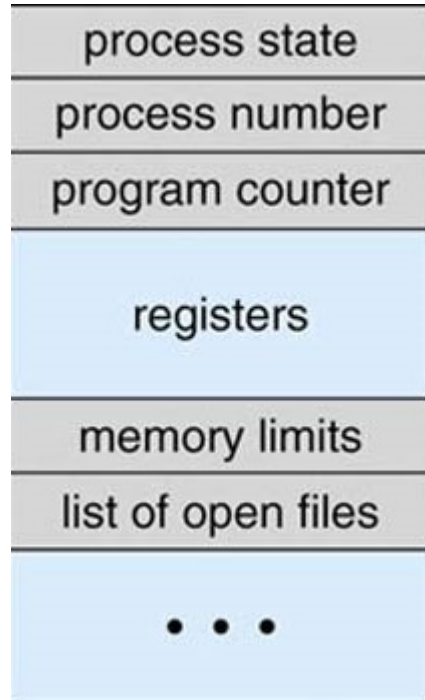 process state
process number
program counter
registers
memory limits
list of open files
• • •